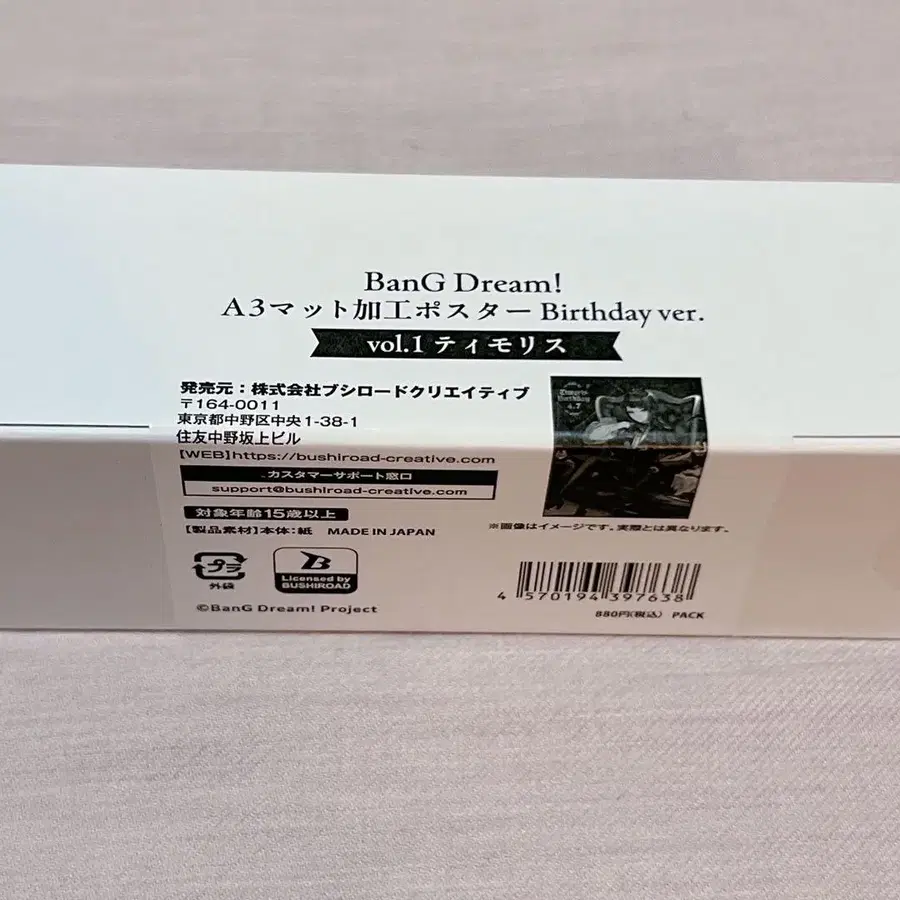 BanG Dream!
A3マット加工ポスター Birthday ver.
vol.1 ティモリス
発売元：株式会社ブシロードクリエイティブ
〒164-0011
東京都中野区中央1-38-1
住友中野坂上ビル
【WEB】https://bushiroad-creative.com
カスタマーサポート窓口
support@bushiroad-creative.com
対象年齢15歳以上
【製品素材】本体：紙 MADE IN JAPAN
プラ
外袋
B
Licensed by
BUSHIROAD
©BanG Dream! Project
Timoris
Birthday
4.7
※画像はイメージです。実際とは異なります。
4 570194 397638
880円(税込) PACK